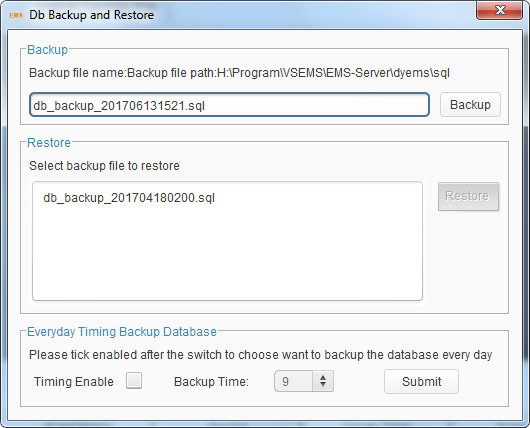 EMS Db Backup and Restore
Backup
Backup file name:Backup file path:H:\Program\VSEMS\EMS-Server\dyems\sql
db_backup_201706131521.sql Backup
Restore
Select backup file to restore
db_backup_201704180200.sql Restore
Everyday Timing Backup Database
Please tick enabled after the switch to choose want to backup the database every day
Timing Enable Backup Time: 9 Submit